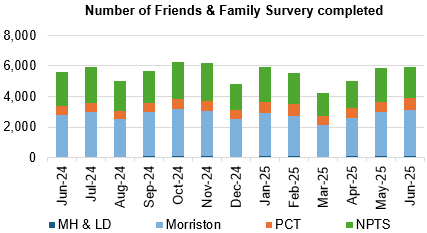 Number of Friends & Family Survery completed
8,000
6,000
4,000
2,000
0
Jun-24 Jul-24 Aug-24 Sep-24 Oct-24 Nov-24 Dec-24 Jan-25 Feb-25 Mar-25 Apr-25 May-25 Jun-25
MH & LD Morriston PCT NPTS